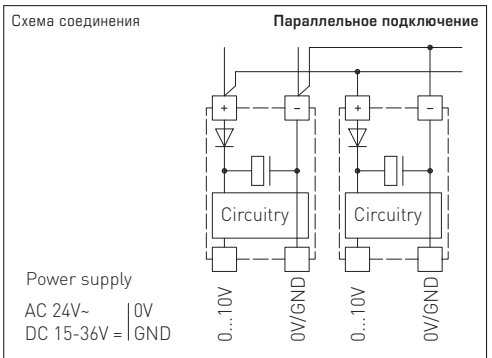 Схема соединения
Параллельное подключение
+ − + −
Circuitry
Circuitry
Power supply
AC 24V~ | 0V
DC 15-36V = | GND
0...10V
0V/GND
0...10V
0V/GND